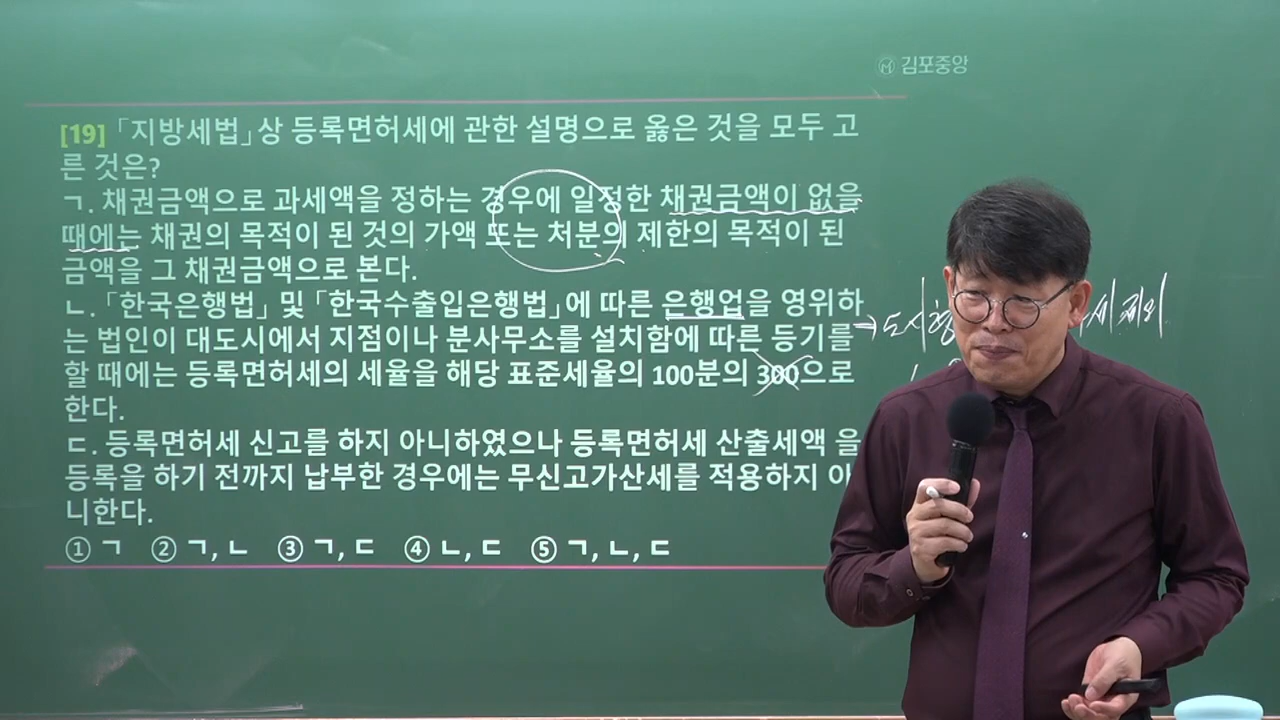 김포중앙
[19] 「지방세법」상 등록면허세에 관한 설명으로 옳은 것을 모두 고
른 것은?
ㄱ. 채권금액으로 과세액을 정하는 경우에 일정한 채권금액이 없을
때에는 채권의 목적이 된 것의 가액 또는 처분의 제한의 목적이 된
금액을 그 채권금액으로 본다.
ㄴ. 「한국은행법」 및 「한국수출입은행법」에 따른 은행업을 영위하
는 법인이 대도시에서 지점이나 분사무소를 설치함에 따른 등기를
할 때에는 등록면허세의 세율을 해당 표준세율의 100분의 300으로
한다.
→도시형
ㄷ. 등록면허세 신고를 하지 아니하였으나 등록면허세 산출세액 을
등록을 하기 전까지 납부한 경우에는 무신고가산세를 적용하지 아
니한다.
① ㄱ ② ㄱ, ㄴ ③ ㄱ, ㄷ ④ ㄴ, ㄷ ⑤ ㄱ, ㄴ, ㄷ